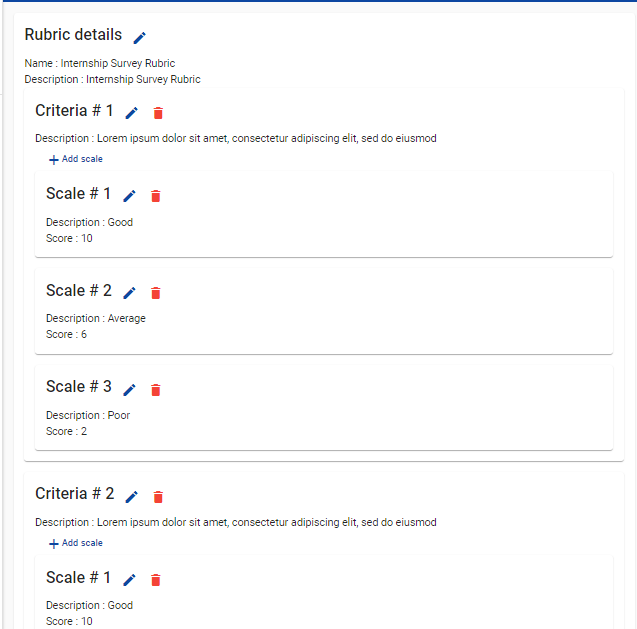 Rubric details
Name : Internship Survey Rubric
Description : Internship Survey Rubric
Criteria # 1
Description : Lorem ipsum dolor sit amet, consectetur adipiscing elit, sed do eiusmod
+ Add scale
Scale # 1
Description : Good
Score : 10
Scale # 2
Description : Average
Score : 6
Scale # 3
Description : Poor
Score : 2
Criteria # 2
Description : Lorem ipsum dolor sit amet, consectetur adipiscing elit, sed do eiusmod
+ Add scale
Scale # 1
Description : Good
Score : 10